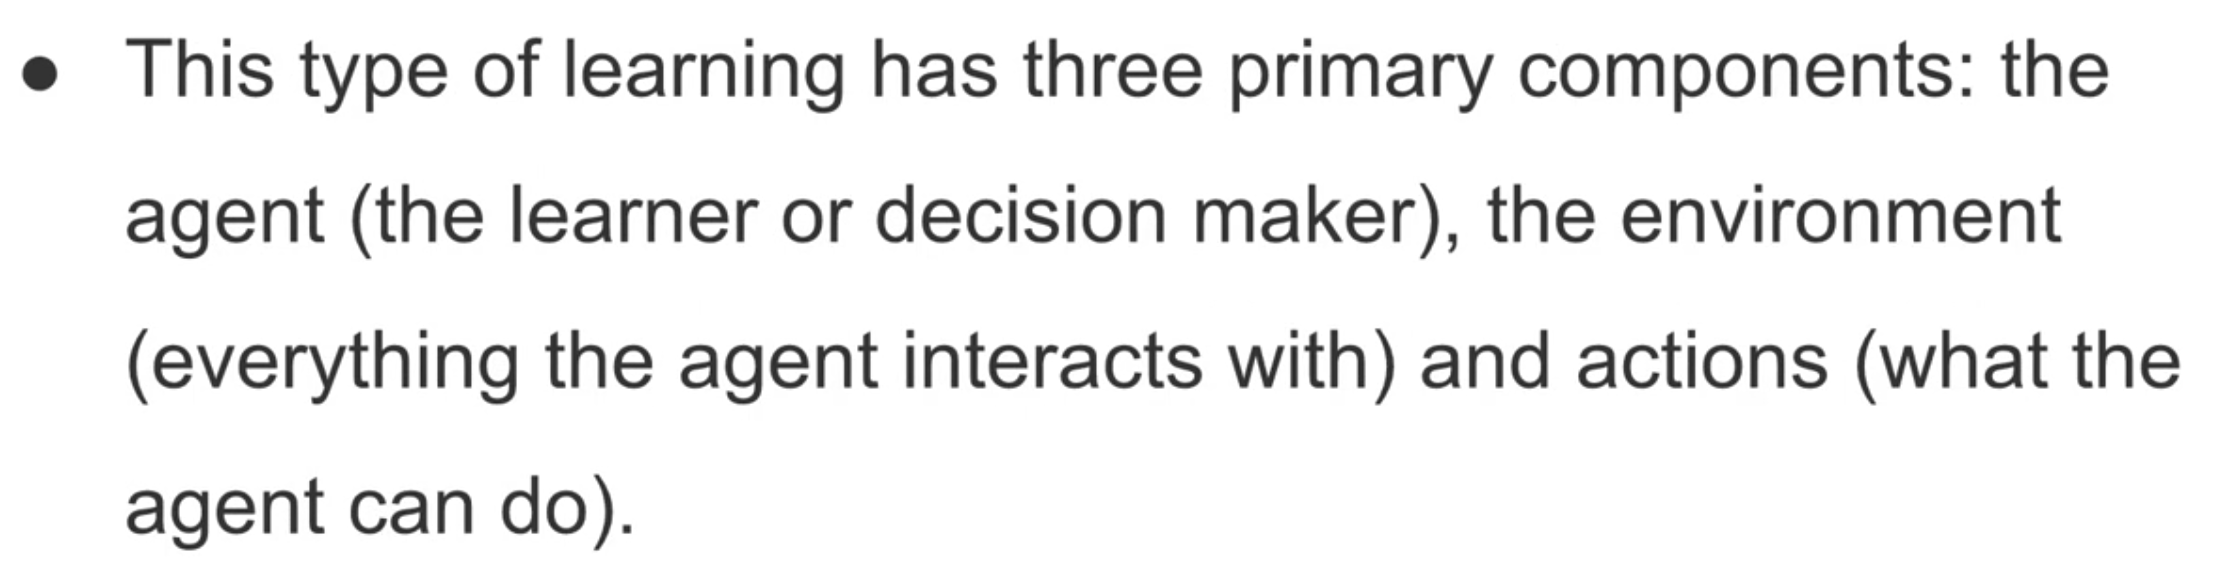 • This type of learning has three primary components: the
agent (the learner or decision maker), the environment
(everything the agent interacts with) and actions (what the
agent can do).